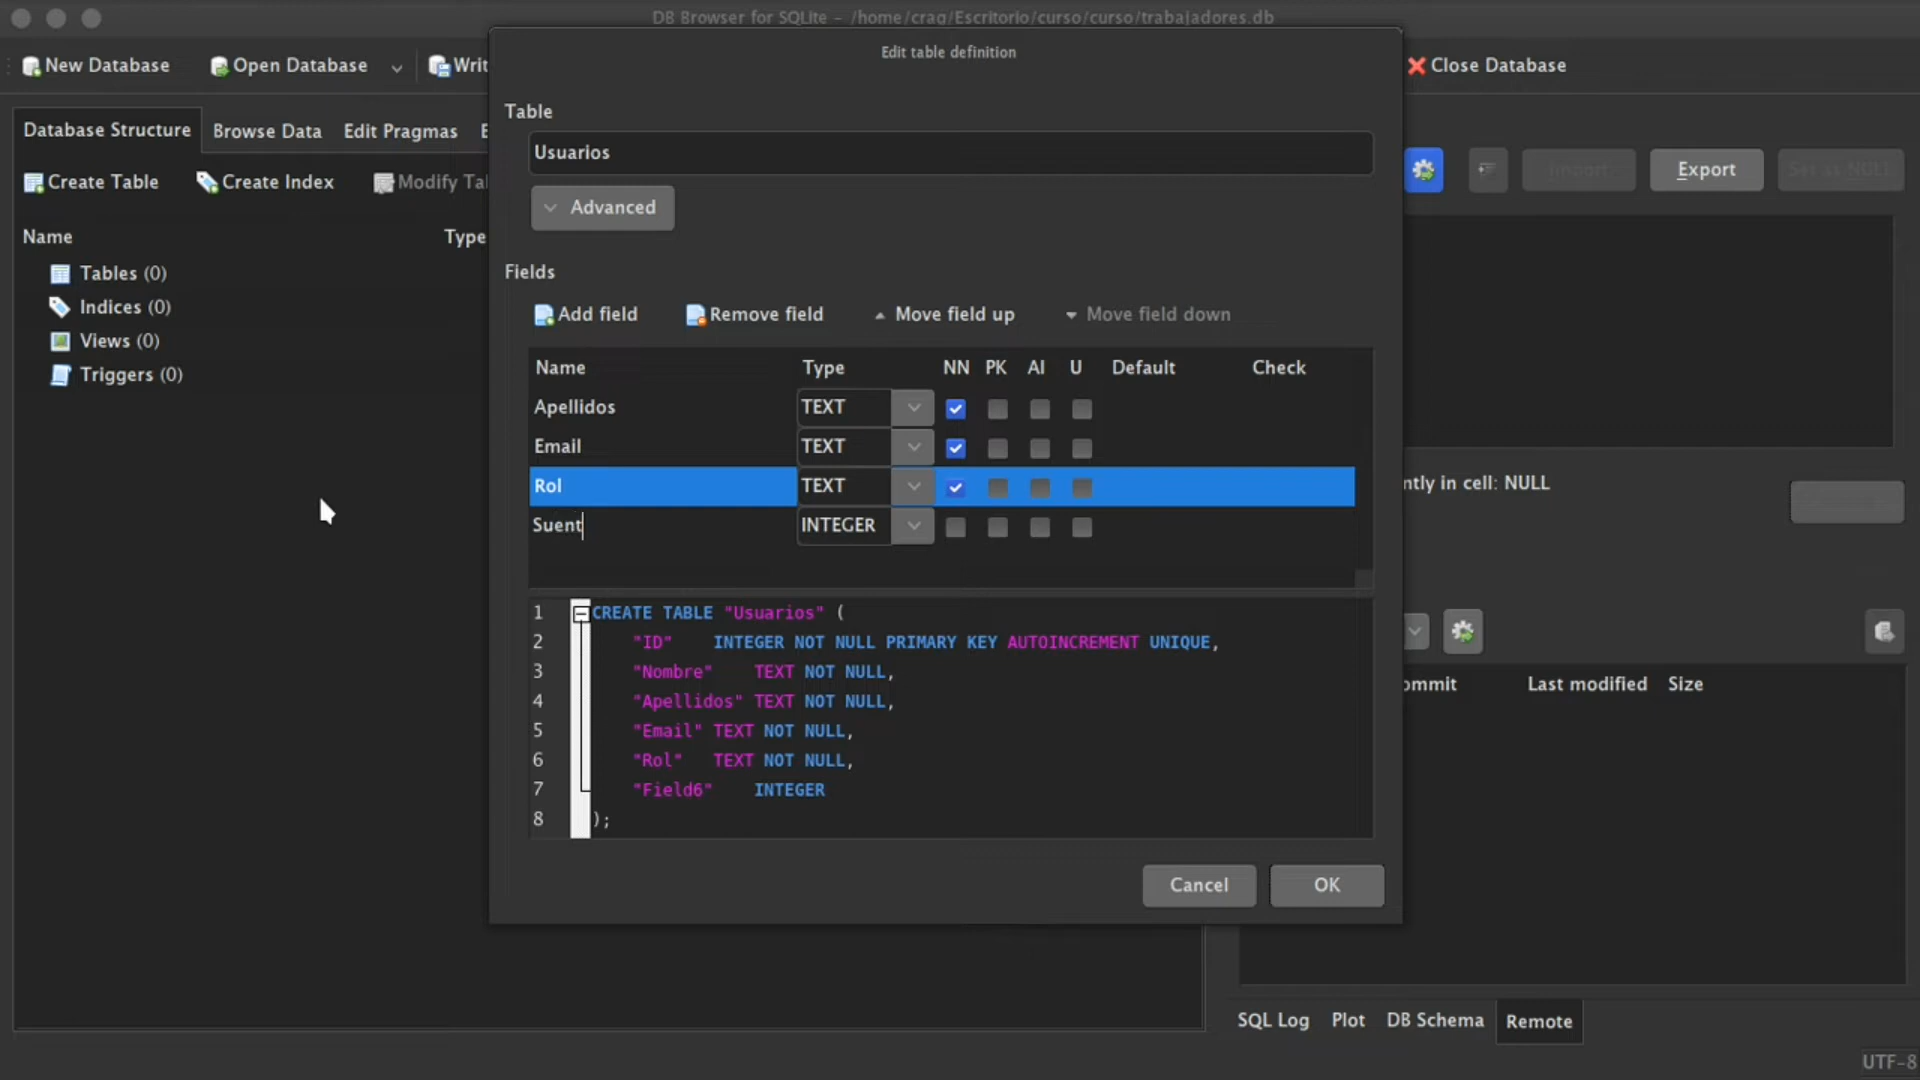 DB Browser for SQLite - /home/crag/Escritorio/curso/curso/trabajadores.db
New Database Open Database Writ Close Database
Edit table definition
Database Structure Browse Data Edit Pragmas E
Create Table Create Index Modify Tal
Name Type
Tables (0)
Indices (0)
Views (0)
Triggers (0)
Table
Usuarios
Advanced
Fields
Add field Remove field Move field up Move field down
Name Type NN PK AI U Default Check
Apellidos TEXT
Email TEXT
Rol TEXT
Suent INTEGER
1 CREATE TABLE "Usuarios" (
2 "ID" INTEGER NOT NULL PRIMARY KEY AUTOINCREMENT UNIQUE,
3 "Nombre" TEXT NOT NULL,
4 "Apellidos" TEXT NOT NULL,
5 "Email" TEXT NOT NULL,
6 "Rol" TEXT NOT NULL,
7 "Field6" INTEGER
8 );
Cancel OK
Import Export Set as NULL
ntly in cell: NULL
ommit Last modified Size
SQL Log Plot DB Schema Remote
UTF-8